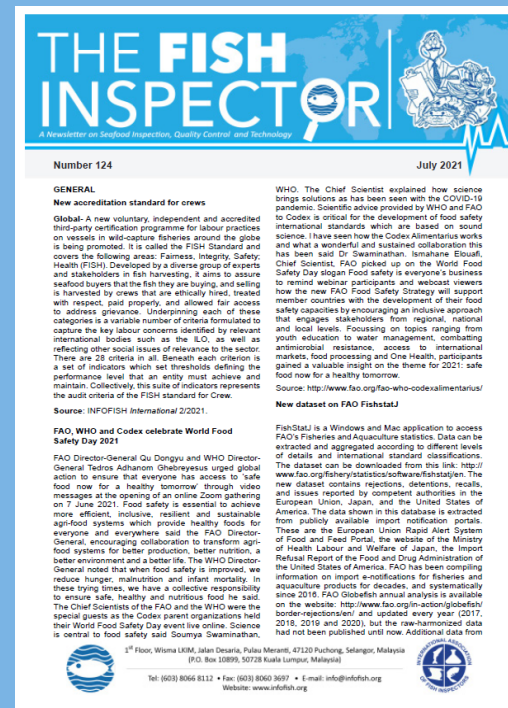 THE FISH
INSPECTOR
A Newsletter on Seafood Inspection, Quality Control and Technology
Number 124
July 2021
GENERAL
New accreditation standard for crews
Global- A new voluntary, independent and accredited
third-party certification programme for labour practices
on vessels in wild-capture fisheries around the globe
is being promoted. It is called the FISH Standard and
covers the following areas: Fairness, Integrity, Safety;
Health (FISH). Developed by a diverse group of experts
and stakeholders in fish harvesting, it aims to assure
seafood buyers that the fish they are buying, and selling
is harvested by crews that are ethically hired, treated
with respect, paid properly, and allowed fair access
to address grievance. Underpinning each of these
categories is a variable number of criteria formulated to
capture the key labour concerns identified by relevant
international bodies such as the ILO, as well as
reflecting other social issues of relevance to the sector.
There are 28 criteria in all. Beneath each criterion is
a set of indicators which set thresholds defining the
performance level that an entity must achieve and
maintain. Collectively, this suite of indicators represents
the audit criteria of the FISH standard for Crew.
Source: INFOFISH International 2/2021.
FAO, WHO and Codex celebrate World Food
Safety Day 2021
FAO Director-General Qu Dongyu and WHO Director-
General Tedros Adhanom Ghebreyesus urged global
action to ensure that everyone has access to 'safe
food now for a healthy tomorrow' through video
messages at the opening of an online Zoom gathering
on 7 June 2021. Food safety is essential to achieve
more efficient, inclusive, resilient and sustainable
agri-food systems which provide healthy foods for
everyone and everywhere said the FAO Director-
General, encouraging collaboration to transform agri-
food systems for better production, better nutrition, a
better environment and a better life. The WHO Director-
General noted that when food safety is improved, we
reduce hunger, malnutrition and infant mortality. In
these trying times, we have a collective responsibility
to ensure safe, healthy and nutritious food he said.
The Chief Scientists of the FAO and the WHO were the
special guests as the Codex parent organizations held
their World Food Safety Day event live online. Science
is central to food safety said Soumya Swaminathan,
WHO. The Chief Scientist explained how science
brings solutions as has been seen with the COVID-19
pandemic. Scientific advice provided by WHO and FAO
to Codex is critical for the development of food safety
international standards which are based on sound
science. I have seen how the Codex Alimentarius works
and what a wonderful and sustained collaboration this
has been said Dr Swaminathan. Ismahane Elouafi,
Chief Scientist, FAO picked up on the World Food
Safety Day slogan Food safety is everyone's business
to remind webinar participants and webcast viewers
how the new FAO Food Safety Strategy will support
member countries with the development of their food
safety capacities by encouraging an inclusive approach
that engages stakeholders from regional, national
and local levels. Focussing on topics ranging from
youth education to water management, combatting
antimicrobial resistance, access to international
markets, food processing and One Health, participants
gained a valuable insight on the theme for 2021: safe
food now for a healthy tomorrow.
Source: http://www.fao.org/fao-who-codexalimentarius/
New dataset on FAO FishstatJ
FishStatJ is a Windows and Mac application to access
FAO's Fisheries and Aquaculture statistics. Data can be
extracted and aggregated according to different levels
of details and international standard classifications.
The dataset can be downloaded from this link: http://
www.fao.org/fishery/statistics/software/fishstatj/en. The
new dataset contains rejections, detentions, recalls,
and issues reported by competent authorities in the
European Union, Japan, and the United States of
America. The data shown in this database is extracted
from publicly available import notification portals.
These are the European Union Rapid Alert System
of Food and Feed Portal, the website of the Ministry
of Health Labour and Welfare of Japan, the Import
Refusal Report of the Food and Drug Administration of
the United States of America. FAO has been compiling
information on import e-notifications for fisheries and
aquaculture products for decades, and systematically
since 2016. FAO Globefish annual analysis is available
on the website: http://www.fao.org/in-action/globefish/
border-rejections/en/ and updated every year (2017,
2018, 2019 and 2020), but the raw-harmonized data
had not been published until now. Additional data from
1st Floor, Wisma LKIM, Jalan Desaria, Pulau Meranti, 47120 Puchong, Selangor, Malaysia
(P.O. Box 10899, 50728 Kuala Lumpur, Malaysia)
Tel: (603) 8066 8112 • Fax: (603) 8060 3697 • E-mail: info@infofish.org
Website: www.infofish.org
INTERNATIONAL ASSOCIATION
OF FISH INSPECTORS